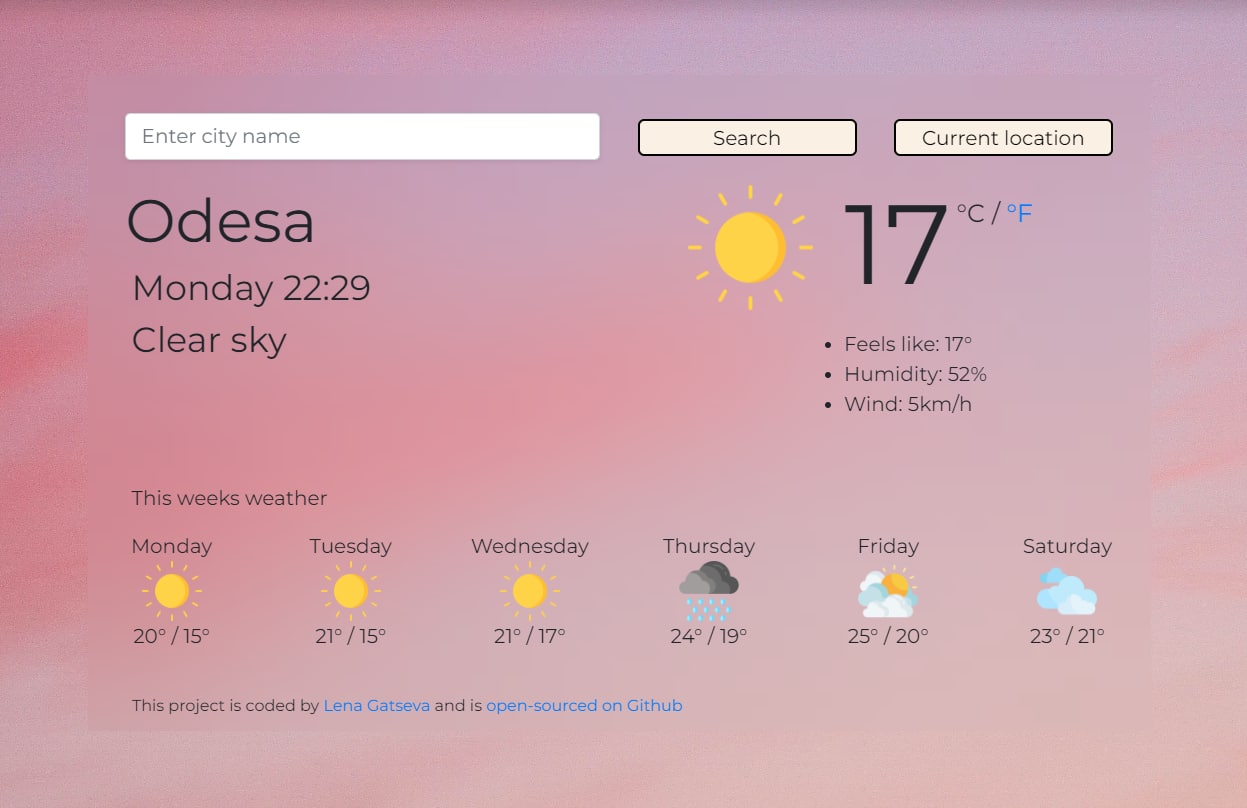 Enter city name
Search
Current location
Odesa
17 °C / °F
Monday 22:29
Clear sky
Feels like: 17°
Humidity: 52%
Wind: 5km/h
This weeks weather
Monday Tuesday Wednesday Thursday Friday Saturday
20° / 15° 21° / 15° 21° / 17° 24° / 19° 25° / 20° 23° / 21°
This project is coded by Lena Gatseva and is open-sourced on Github